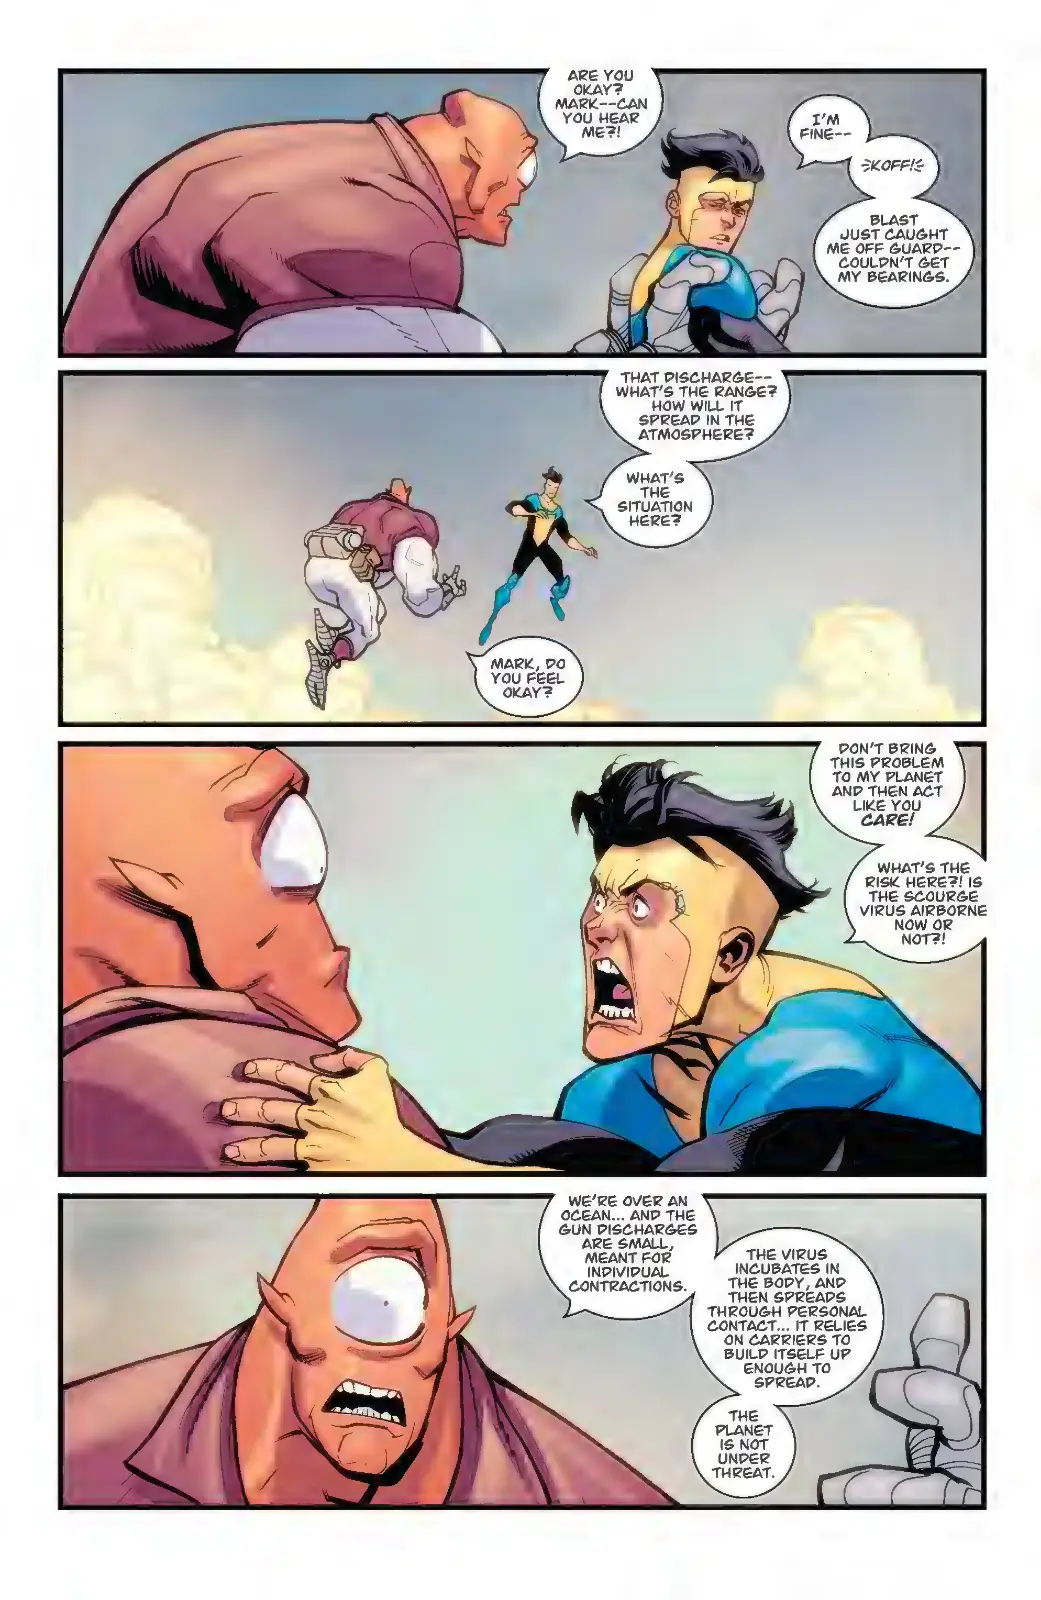 ARE YOU
OKAY?
MARK--CAN
YOU HEAR
ME?!
I'M
FINE--
KOFF!
BLAST
JUST CAUGHT
ME OFF GUARD--
COULDN'T GET
MY BEARINGS.
THAT DISCHARGE--
WHAT'S THE RANGE?
HOW WILL IT
SPREAD IN THE
ATMOSPHERE?
WHAT'S
THE
SITUATION
HERE?
MARK, DO
YOU FEEL
OKAY?
DON'T BRING
THIS PROBLEM
TO MY PLANET
AND THEN ACT
LIKE YOU
CARE!
WHAT'S THE
RISK HERE?! IS
THE SCOURGE
VIRUS AIRBORNE
NOW OR
NOT?!
WE'RE OVER AN
OCEAN... AND THE
GUN DISCHARGES
ARE SMALL,
MEANT FOR
INDIVIDUAL
CONTRACTIONS.
THE VIRUS
INCUBATES IN
THE BODY, AND
THEN SPREADS
THROUGH PERSONAL
CONTACT... IT RELIES
ON CARRIERS TO
BUILD ITSELF UP
ENOUGH TO
SPREAD.
THE
PLANET
IS NOT
UNDER
THREAT.